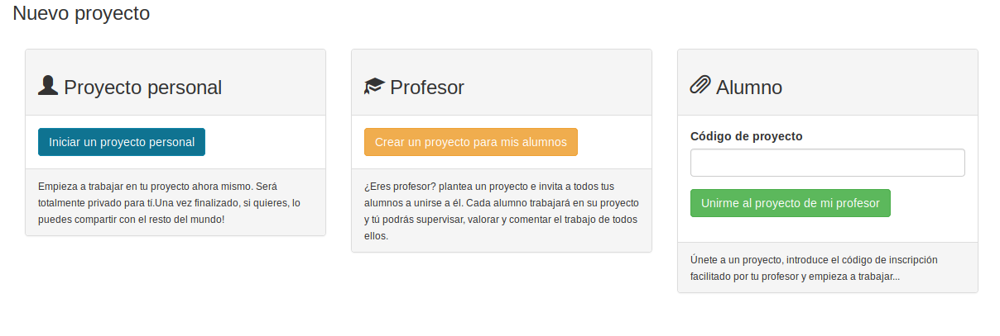 Nuevo proyecto
Proyecto personal
Iniciar un proyecto personal
Empieza a trabajar en tu proyecto ahora mismo. Será
totalmente privado para tí.Una vez finalizado, si quieres, lo
puedes compartir con el resto del mundo!
Profesor
Crear un proyecto para mis alumnos
¿Eres profesor? plantea un proyecto e invita a todos tus
alumnos a unirse a él. Cada alumno trabajará en su proyecto
y tú podrás supervisar, valorar y comentar el trabajo de todos
ellos.
Alumno
Código de proyecto
Unirme al proyecto de mi profesor
Únete a un proyecto, introduce el código de inscripción
facilitado por tu profesor y empieza a trabajar...